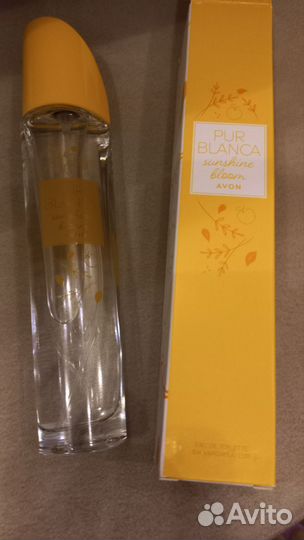 PUR
BLANCA
sunshine
bloom
AVON
EAU DE TOILETTE
Avito